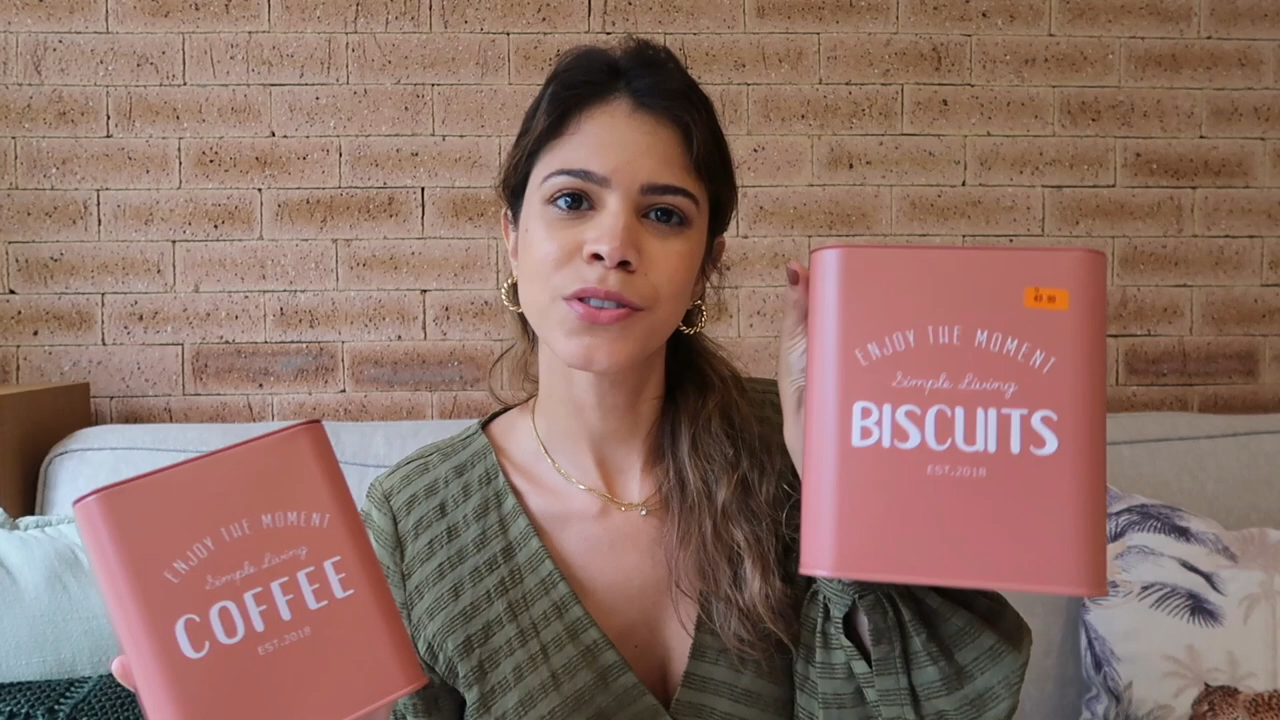 ENJOY THE MOMENT
Simple Living
COFFEE
EST.2018
ENJOY THE MOMENT
Simple Living
BISCUITS
EST.2018